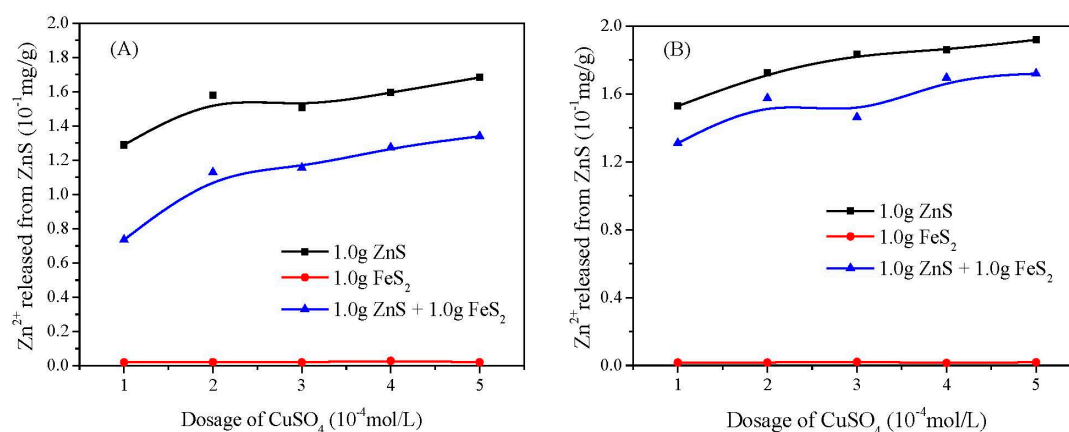 (A)
Zn²⁺ released from ZnS (10⁻¹mg/g)
2.0
1.8
1.6
1.4
1.2
1.0
0.8
0.6
0.4
0.2
0.0
1.0g ZnS
1.0g FeS₂
1.0g ZnS + 1.0g FeS₂
1 2 3 4 5
Dosage of CuSO₄ (10⁻⁴mol/L)
(B)
Zn²⁺released from ZnS (10⁻¹mg/g)
2.0
1.6
1.2
0.8
0.4
0.0
1.0g ZnS
1.0g FeS₂
1.0g ZnS + 1.0g FeS₂
1 2 3 4 5
Dosage of CuSO₄ (10⁻⁴mol/L)